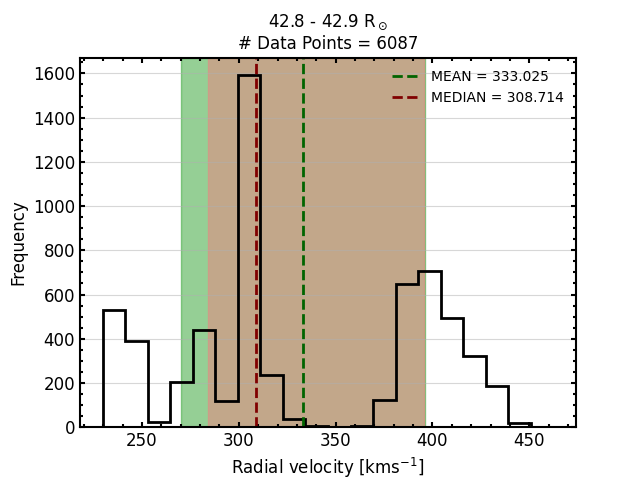 42.8 - 42.9 R⊙
# Data Points = 6087
MEAN = 333.025
MEDIAN = 308.714
Frequency
1600
1400
1200
1000
800
600
400
200
0
250 300 350 400 450
Radial velocity [kms⁻¹]